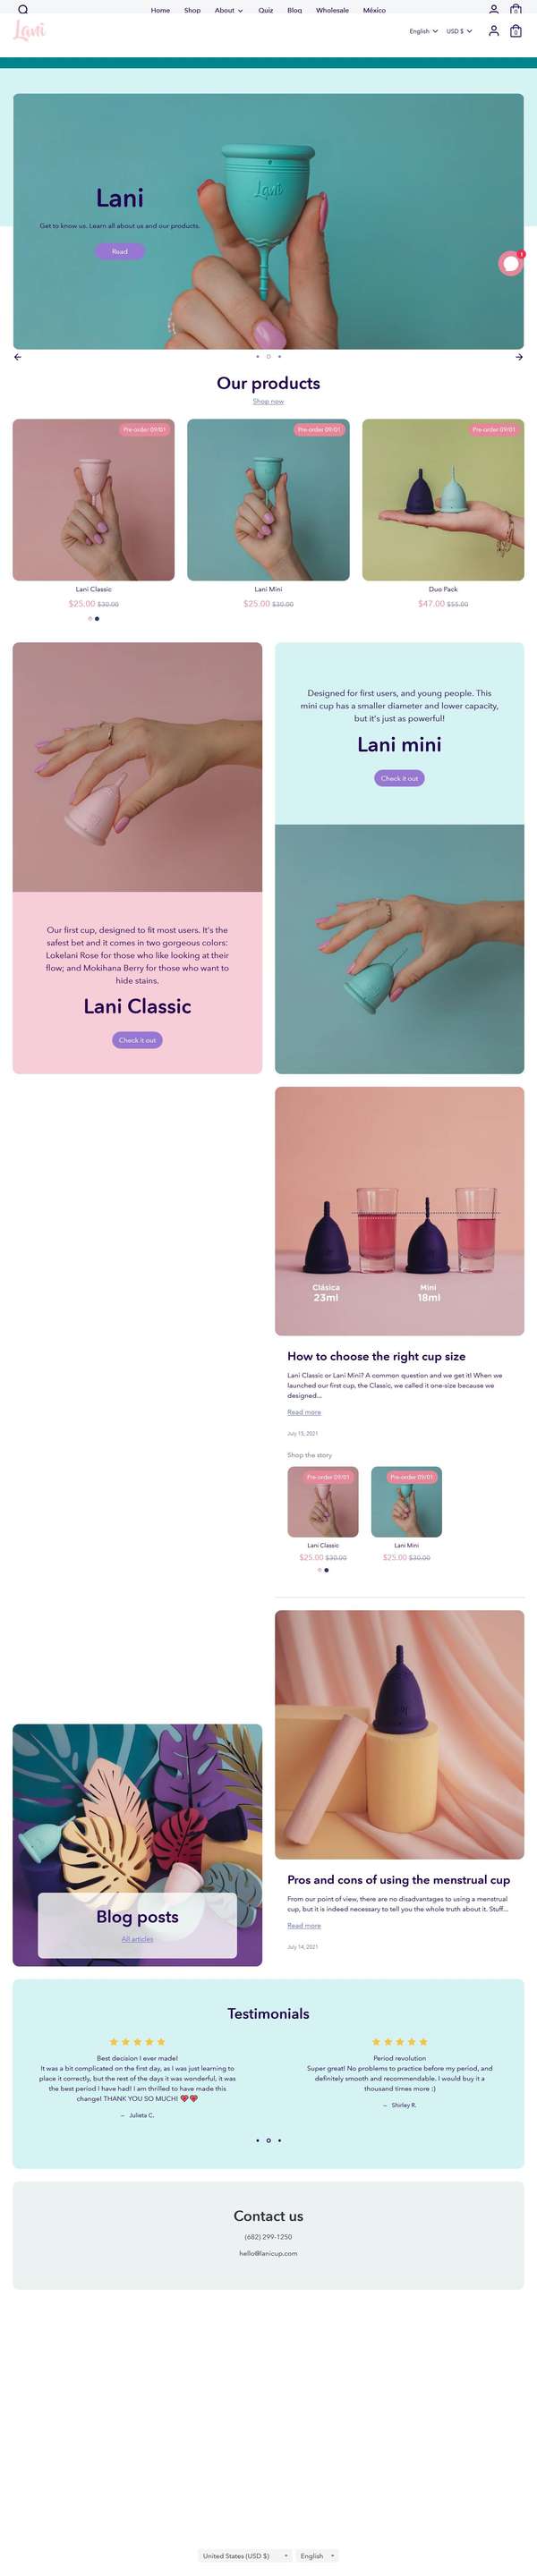 Home Shop About Quiz Blog Wholesale México
0
Lani
English USD $
0
Lani
Lani
Get to know us. Learn all about us and our products.
Read
1
Our products
Shop now
Pre-order 09/01
Pre-order 09/01
Pre-order 09/01
Lani Classic
$25.00 $30.00
Lani Mini
$25.00 $30.00
Duo Pack
$47.00 $55.00
Our first cup, designed to fit most users. It's the
safest bet and it comes in two gorgeous colors:
Lokelani Rose for those who like looking at their
flow; and Mokihana Berry for those who want to
hide stains.
Lani Classic
Check it out
Designed for first users, and young people. This
mini cup has a smaller diameter and lower capacity,
but it's just as powerful!
Lani mini
Check it out
Clásica
23ml
Mini
18ml
How to choose the right cup size
Lani Classic or Lani Mini? A common question and we get it! When we
launched our first cup, the Classic, we called it one-size because we
designed...
Read more
July 15, 2021
Shop the story
Pre-order 09/01
Pre-order 09/01
Lani Classic
$25.00 $30.00
Lani Mini
$25.00 $30.00
Blog posts
All articles
Pros and cons of using the menstrual cup
From our point of view, there are no disadvantages to using a menstrual
cup, but it is indeed necessary to tell you the whole truth about it. Stuff...
Read more
July 14, 2021
Testimonials
Best decision I ever made!
It was a bit complicated on the first day, as I was just learning to
place it correctly, but the rest of the days it was wonderful, it was
the best period I have had! I am thrilled to have made this
change! THANK YOU SO MUCH! 💖💖
— Julieta C.
Period revolution
Super great! No problems to practice before my period, and
definitely smooth and recommendable. I would buy it a
thousand times more :)
— Shirley R.
Contact us
(682) 299-1250
hello@lanicup.com
United States (USD $) English